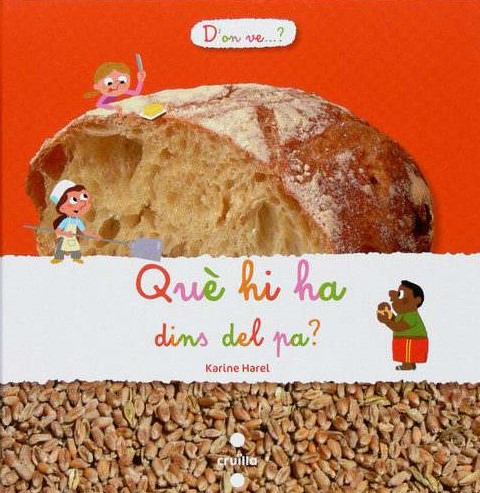 D'on ve...?
Què hi ha
dins del pa?
Karine Harel
cruïlla